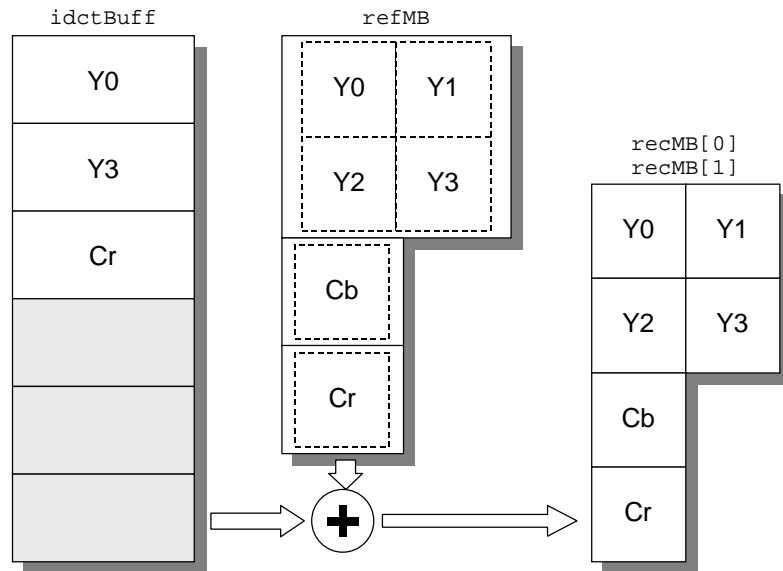 idctBuff
Y0
Y3
Cr
refMB
Y0 Y1
Y2 Y3
Cb
Cr
recMB[0]
recMB[1]
Y0 Y1
Y2 Y3
Cb
Cr
+